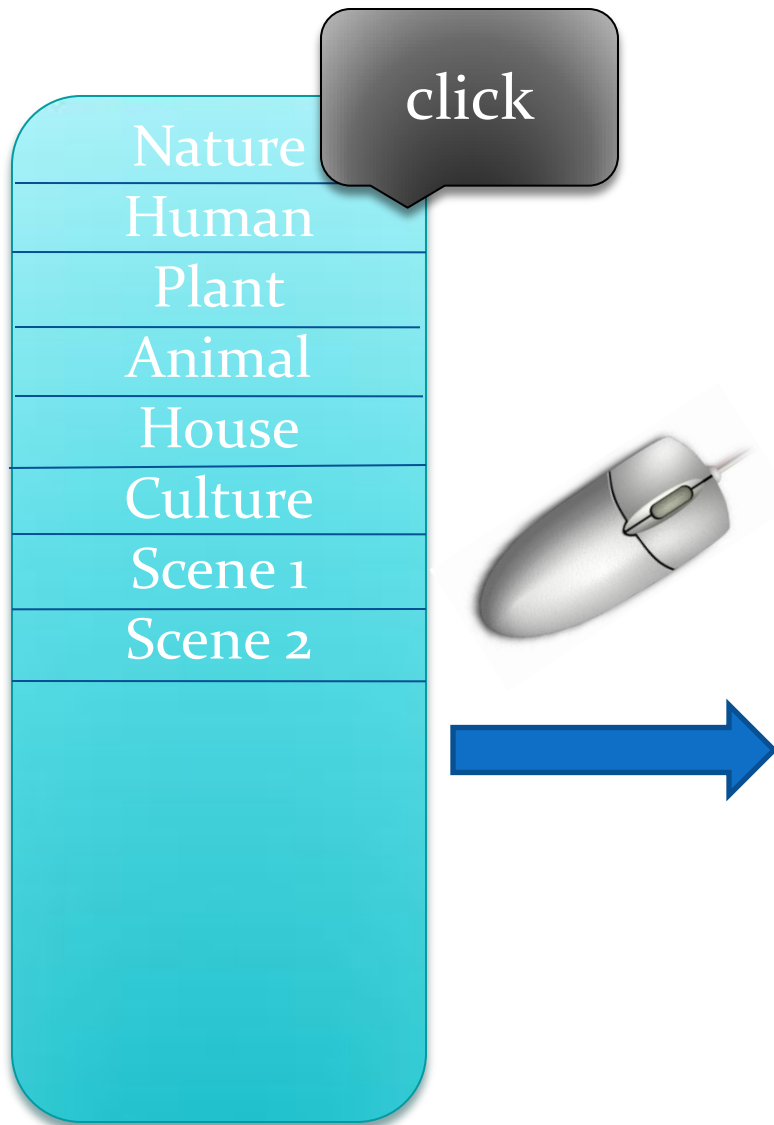 click
Nature
Human
Plant
Animal
House
Culture
Scene 1
Scene 2